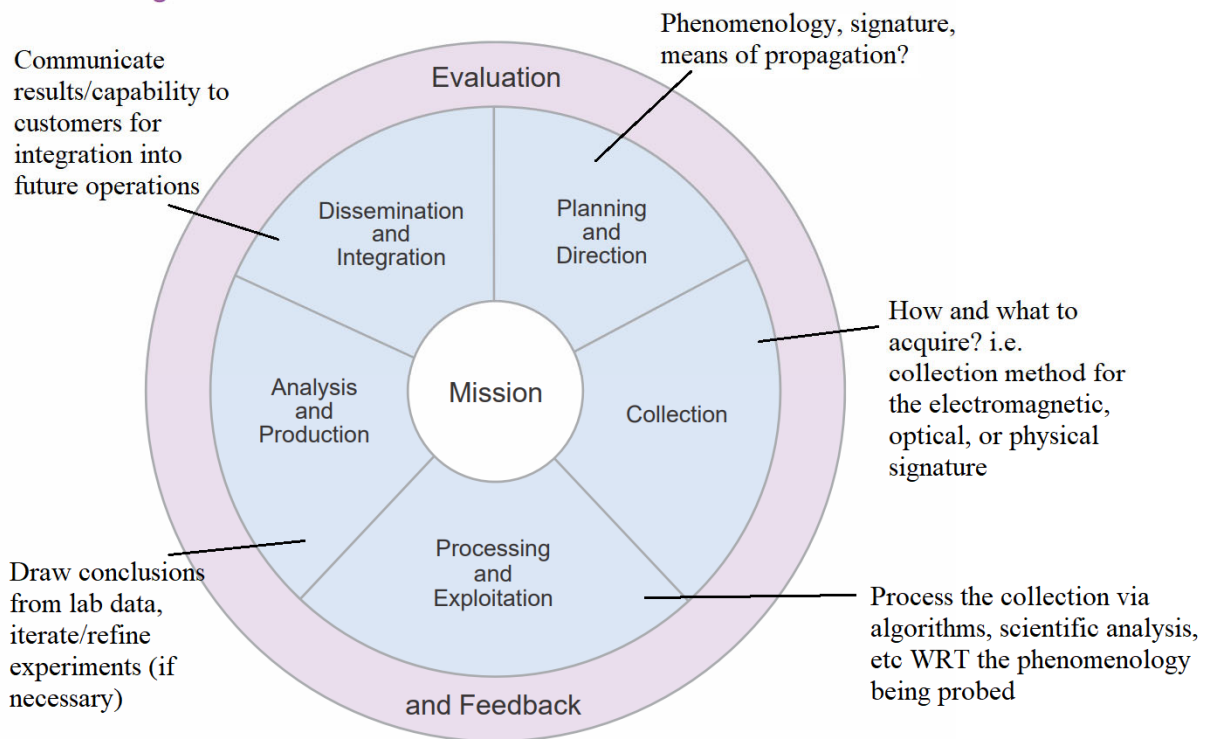 Phenomenology, signature,
means of propagation?
Communicate
results/capability to
customers for
integration into
future operations
Evaluation
Dissemination
and
Integration
Planning
and
Direction
How and what to
acquire? i.e.
collection method for
the electromagnetic,
optical, or physical
signature
Analysis
and
Production
Mission
Collection
Processing
and
Exploitation
Draw conclusions
from lab data,
iterate/refine
experiments (if
necessary)
Process the collection via
algorithms, scientific analysis,
etc WRT the phenomenology
being probed
and Feedback